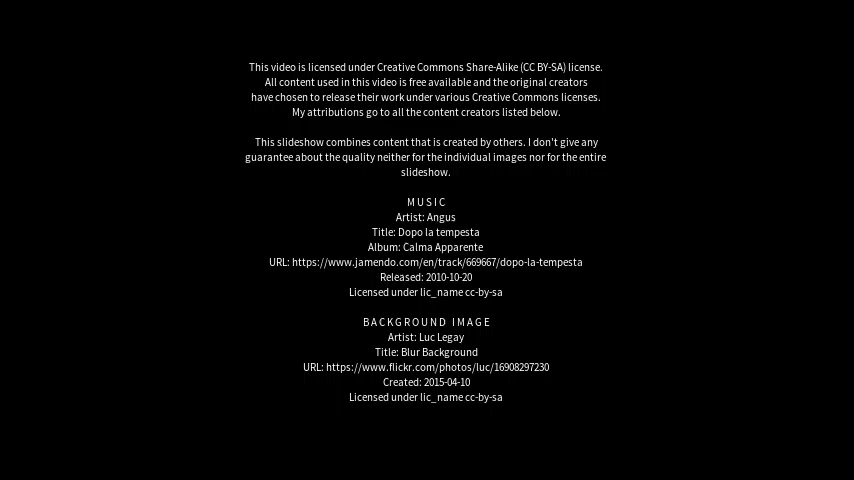 This video is licensed under Creative Commons Share-Alike (CC BY-SA) license.
All content used in this video is free available and the original creators
have chosen to release their work under various Creative Commons licenses.
My attributions go to all the content creators listed below.
This slideshow combines content that is created by others. I don't give any
guarantee about the quality neither for the individual images nor for the entire
slideshow.
MUSIC
Artist: Angus
Title: Dopo la tempesta
Album: Calma Apparente
URL: https://www.jamendo.com/en/track/669667/dopo-la-tempesta
Released: 2010-10-20
Licensed under lic_name cc-by-sa
BACKGROUND IMAGE
Artist: Luc Legay
Title: Blur Background
URL: https://www.flickr.com/photos/luc/16908297230
Created: 2015-04-10
Licensed under lic_name cc-by-sa